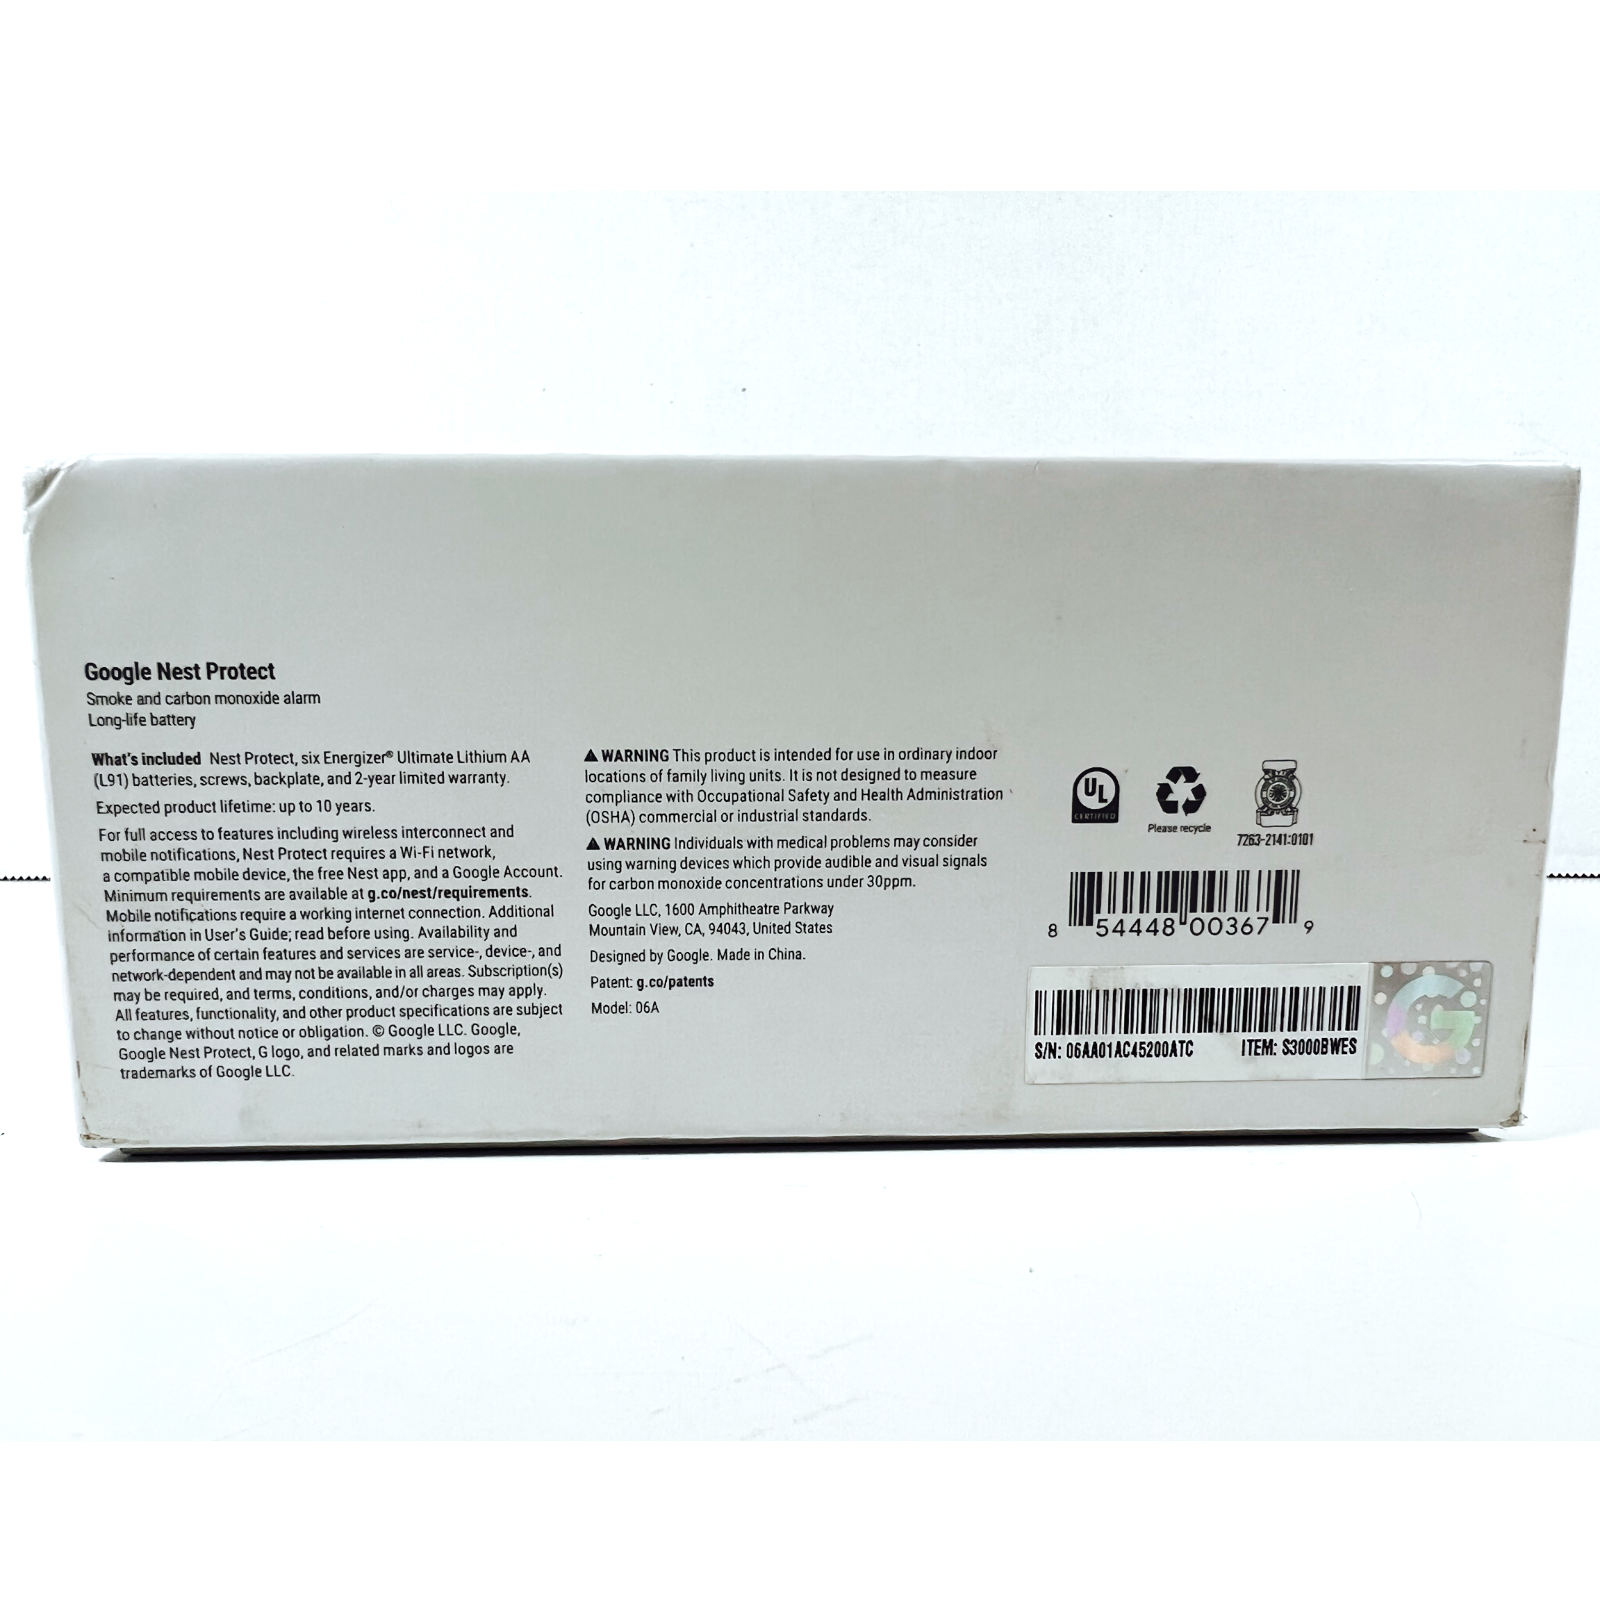 Google Nest Protect
Smoke and carbon monoxide alarm
Long-life battery
What's included Nest Protect, six Energizer® Ultimate Lithium AA
(L91) batteries, screws, backplate, and 2-year limited warranty.
Expected product lifetime: up to 10 years.
For full access to features including wireless interconnect and
mobile notifications, Nest Protect requires a Wi-Fi network,
a compatible mobile device, the free Nest app, and a Google Account.
Minimum requirements are available at g.co/nest/requirements.
Mobile notifications require a working internet connection. Additional
information in User's Guide; read before using. Availability and
performance of certain features and services are service-, device-, and
network-dependent and may not be available in all areas. Subscription(s)
may be required, and terms, conditions, and/or charges may apply.
All features, functionality, and other product specifications are subject
to change without notice or obligation. © Google LLC. Google,
Google Nest Protect, G logo, and related marks and logos are
trademarks of Google LLC.
⚠ WARNING This product is intended for use in ordinary indoor
locations of family living units. It is not designed to measure
compliance with Occupational Safety and Health Administration
(OSHA) commercial or industrial standards.
⚠ WARNING Individuals with medical problems may consider
using warning devices which provide audible and visual signals
for carbon monoxide concentrations under 30ppm.
Google LLC, 1600 Amphitheatre Parkway
Mountain View, CA, 94043, United States
Designed by Google. Made in China.
Patent: g.co/patents
Model: 06A
UL
CERTIFIED
Please recycle
7263-2141:0101
8 54448 00367 9
S/N: 06AA01AC45200ATC ITEM: S3000BWES
G